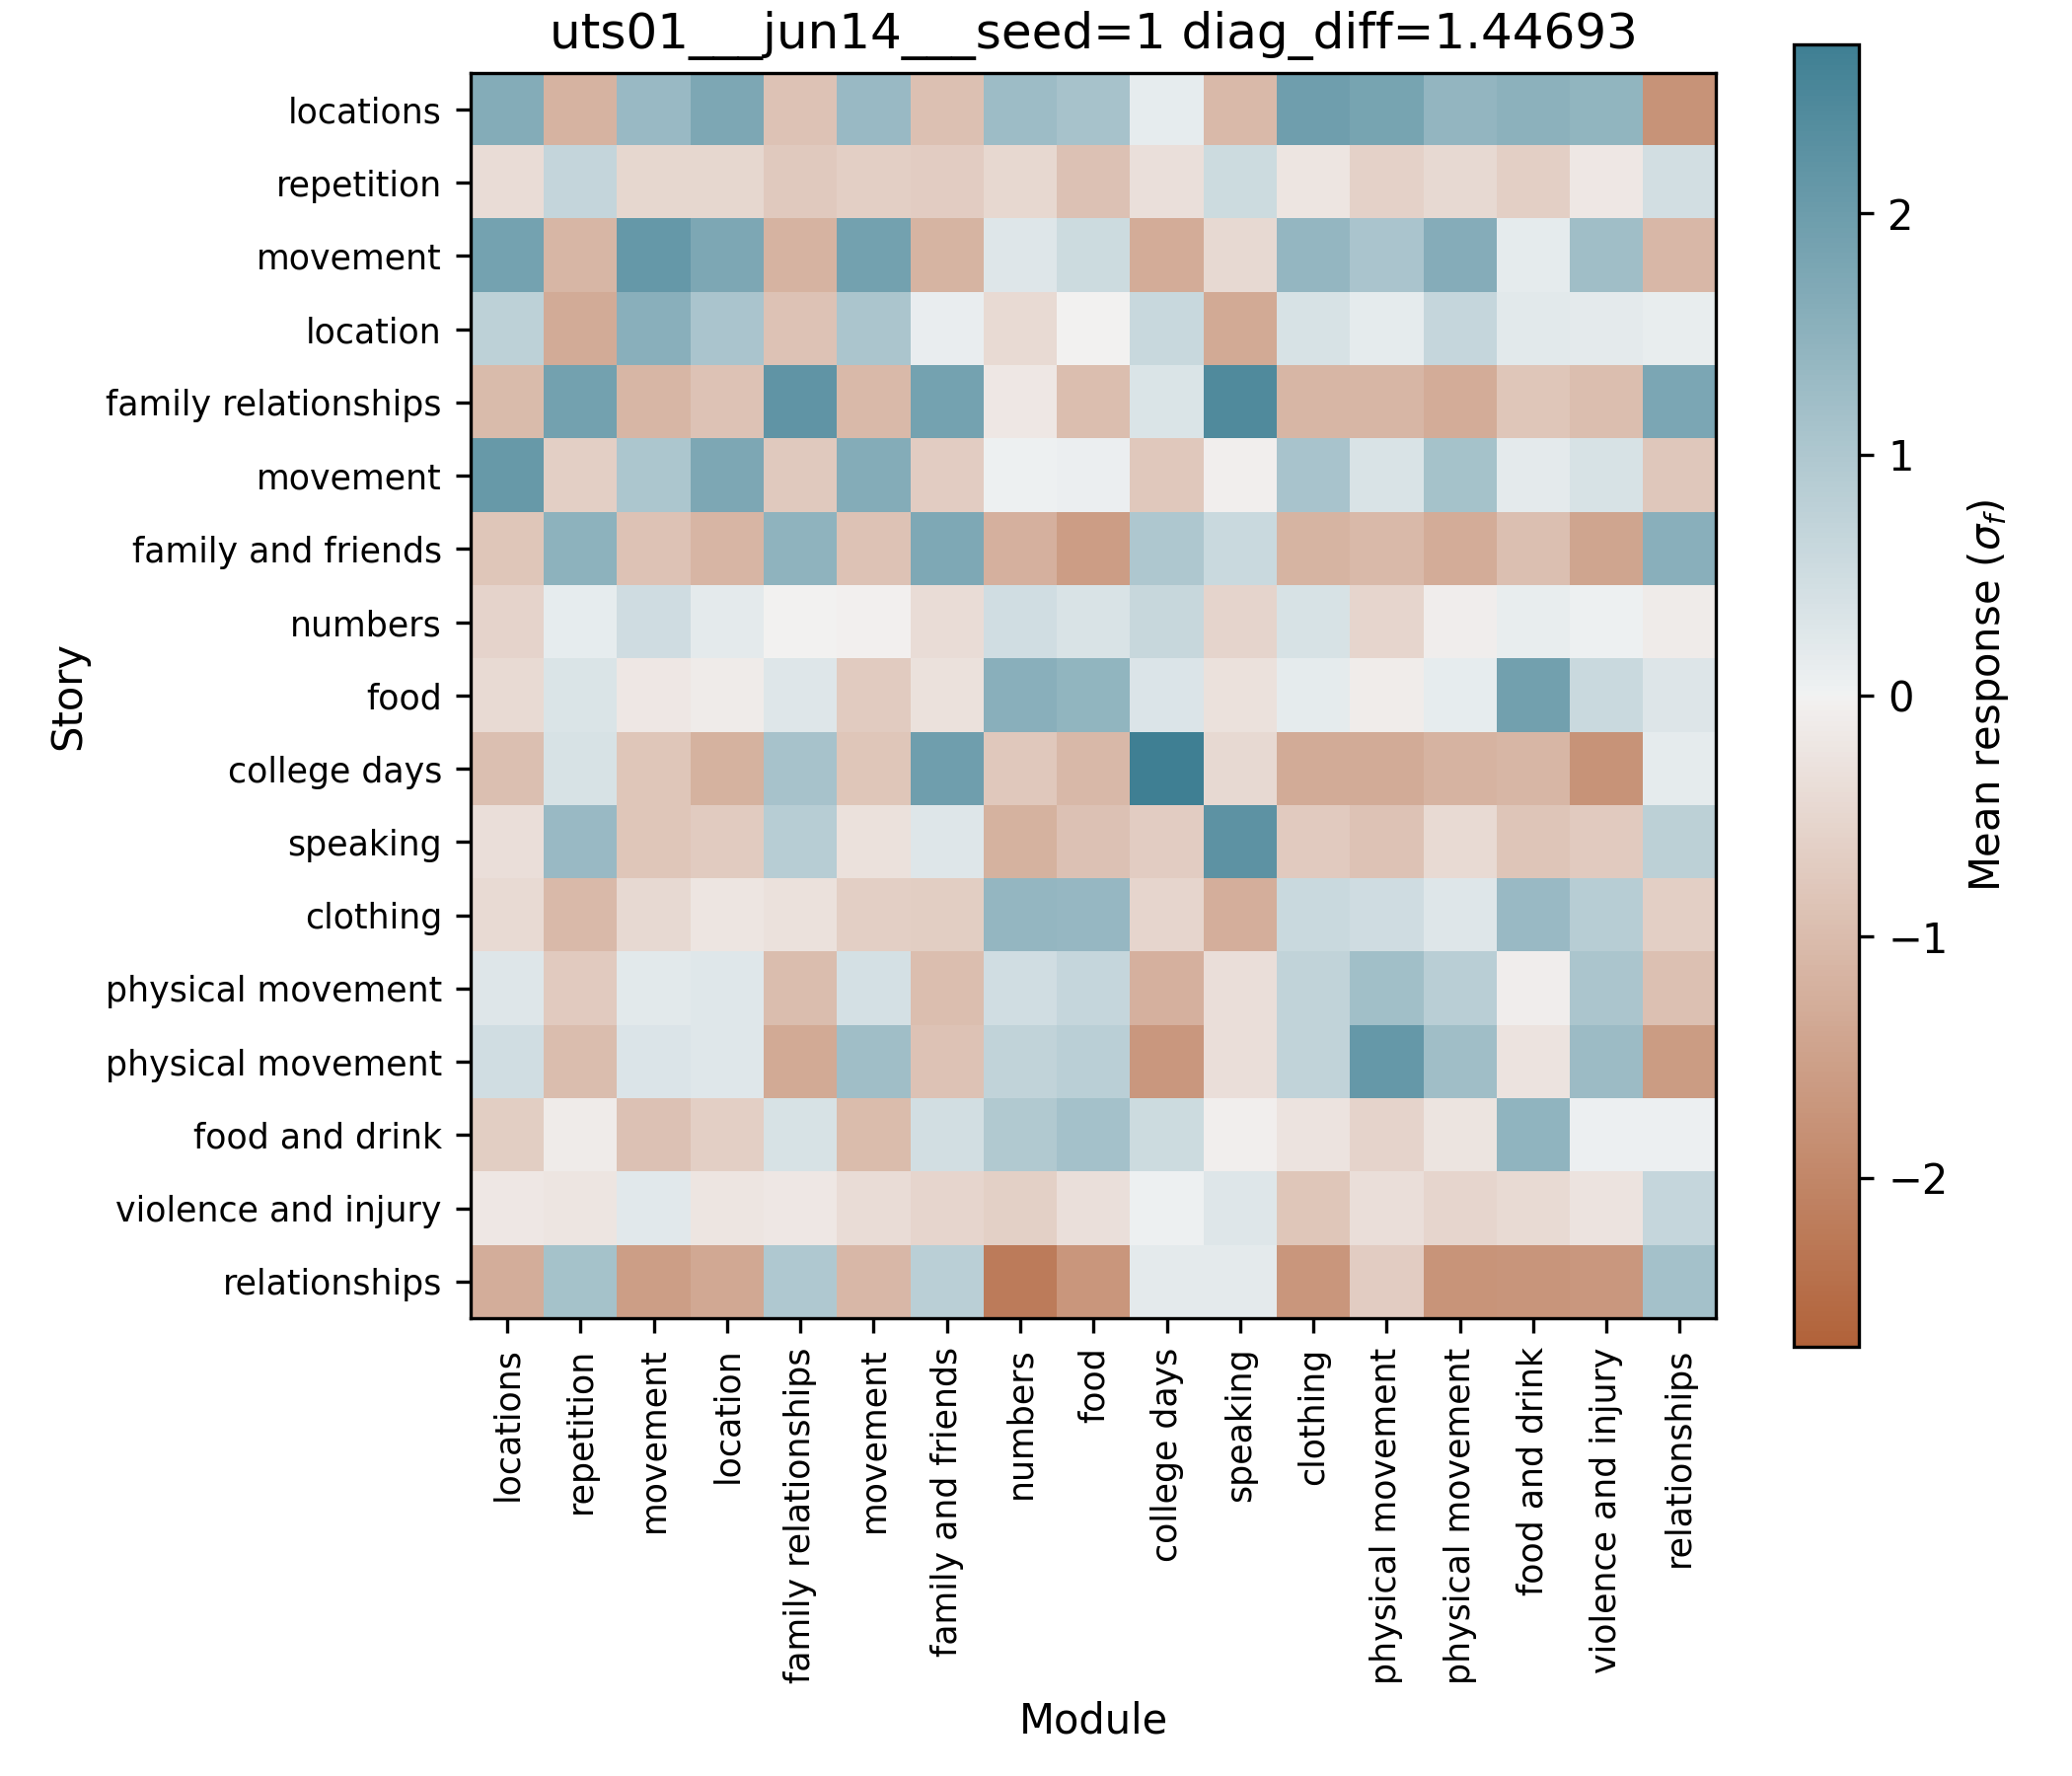 uts01___jun14___seed=1 diag_diff=1.44693
locations
repetition
movement
location
family relationships
movement
family and friends
numbers
food
college days
speaking
clothing
physical movement
physical movement
food and drink
violence and injury
relationships
Story
locations
repetition
movement
location
family relationships
movement
family and friends
numbers
food
college days
speaking
clothing
physical movement
physical movement
food and drink
violence and injury
relationships
Module
2
1
0
−1
−2
Mean response (σf)